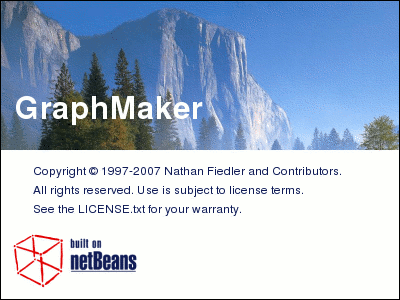 GraphMaker
Copyright © 1997-2007 Nathan Fiedler and Contributors.
All rights reserved. Use is subject to license terms.
See the LICENSE.txt for your warranty.
built on
netBeans